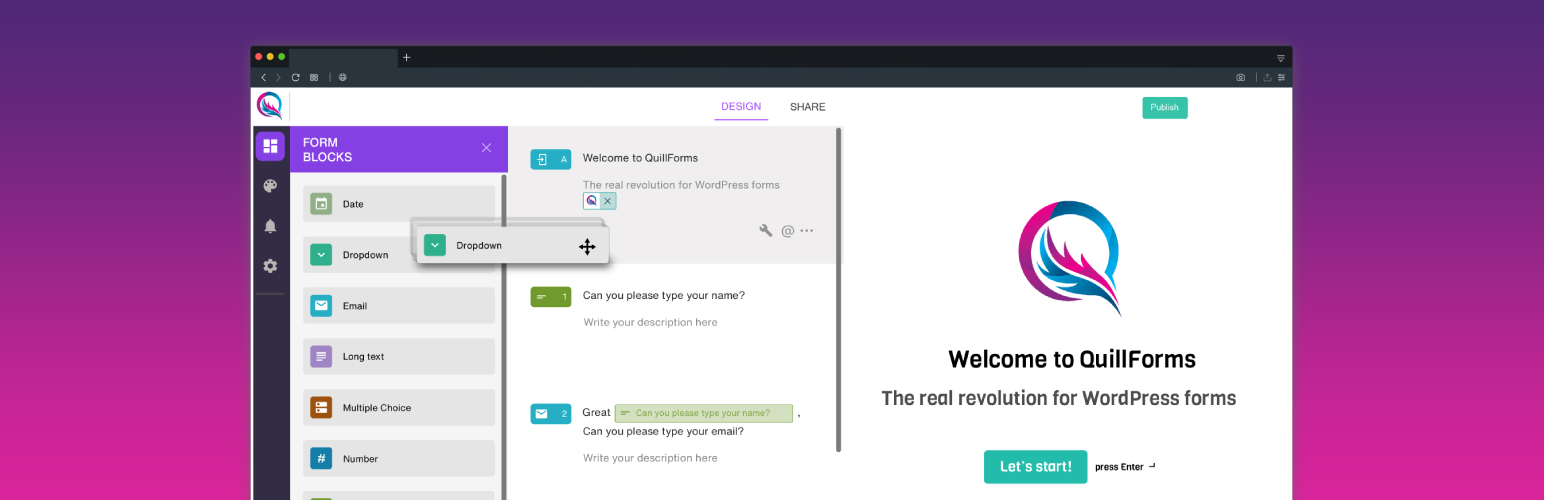 DESIGN
SHARE
Publish
FORM
BLOCKS
Date
Dropdown
Email
Long text
Multiple Choice
# Number
Dropdown
A
Welcome to QuillForms
The real revolution for WordPress forms
@
1
Can you please type your name?
Write your description here
2
Great Can you please type your name? ,
Can you please type your email?
Write your description here
Welcome to QuillForms
The real revolution for WordPress forms
Let's start!
press Enter ↵